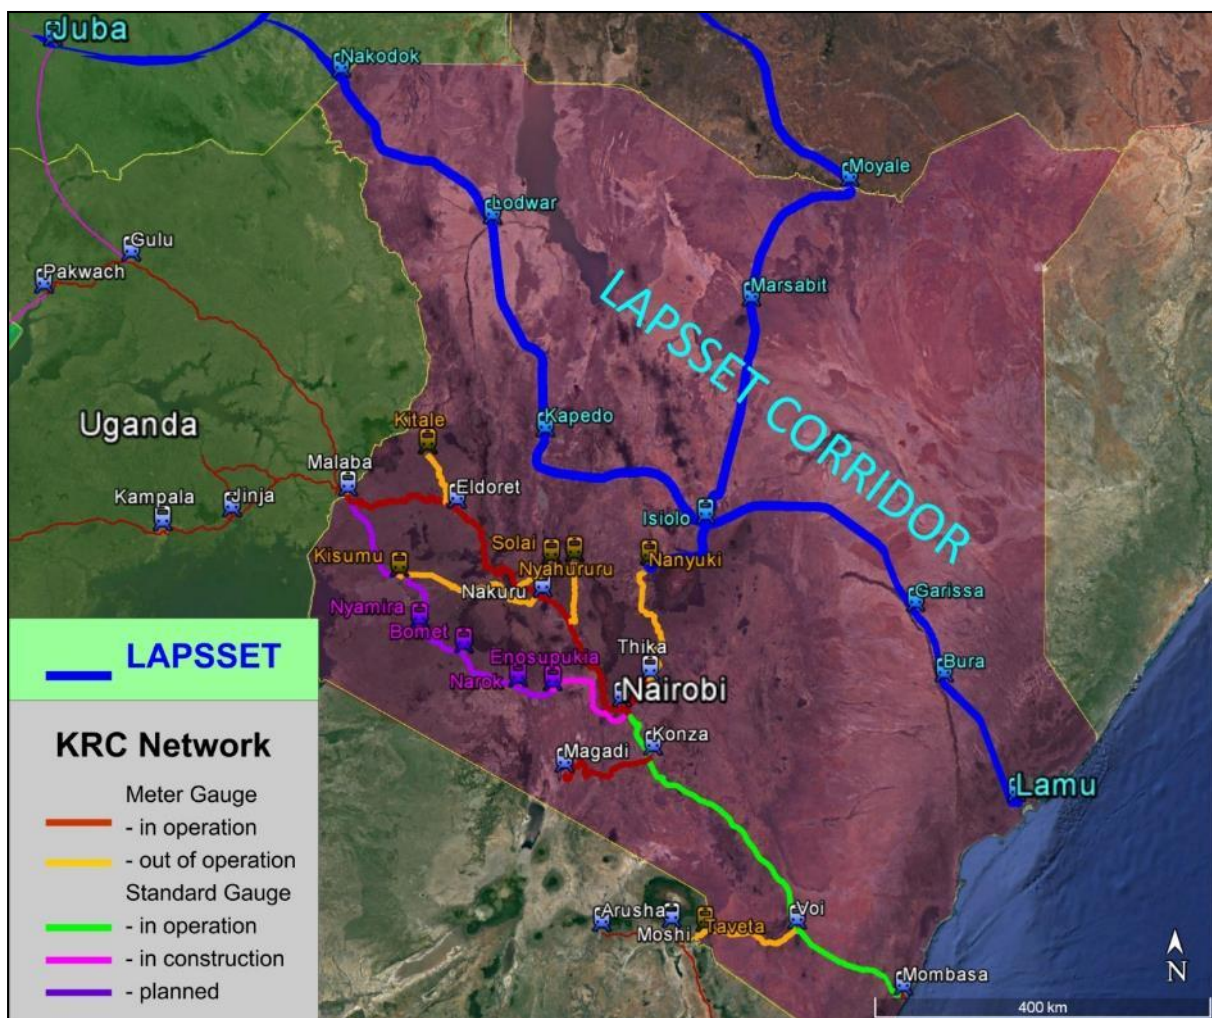 Juba
Nakodok
Moyale
Lodwar
Gulu
Pakwach
Marsabit
LAPSSET CORRIDOR
Uganda
Kitale
Kapedo
Malaba
Eldoret
Kampala
Jinja
Isiolo
Kisumu
Solai
Nyahururu
Nanyuki
Nakuru
Garissa
Nyamira
Bomet
Thika
Enosupukia
Narok
Bura
Nairobi
Konza
Magadi
Lamu
Arusha
Moshi
Taveta
Voi
Mombasa
N
400 km
LAPSSET
KRC Network
Meter Gauge
- in operation
- out of operation
Standard Gauge
- in operation
- in construction
- planned